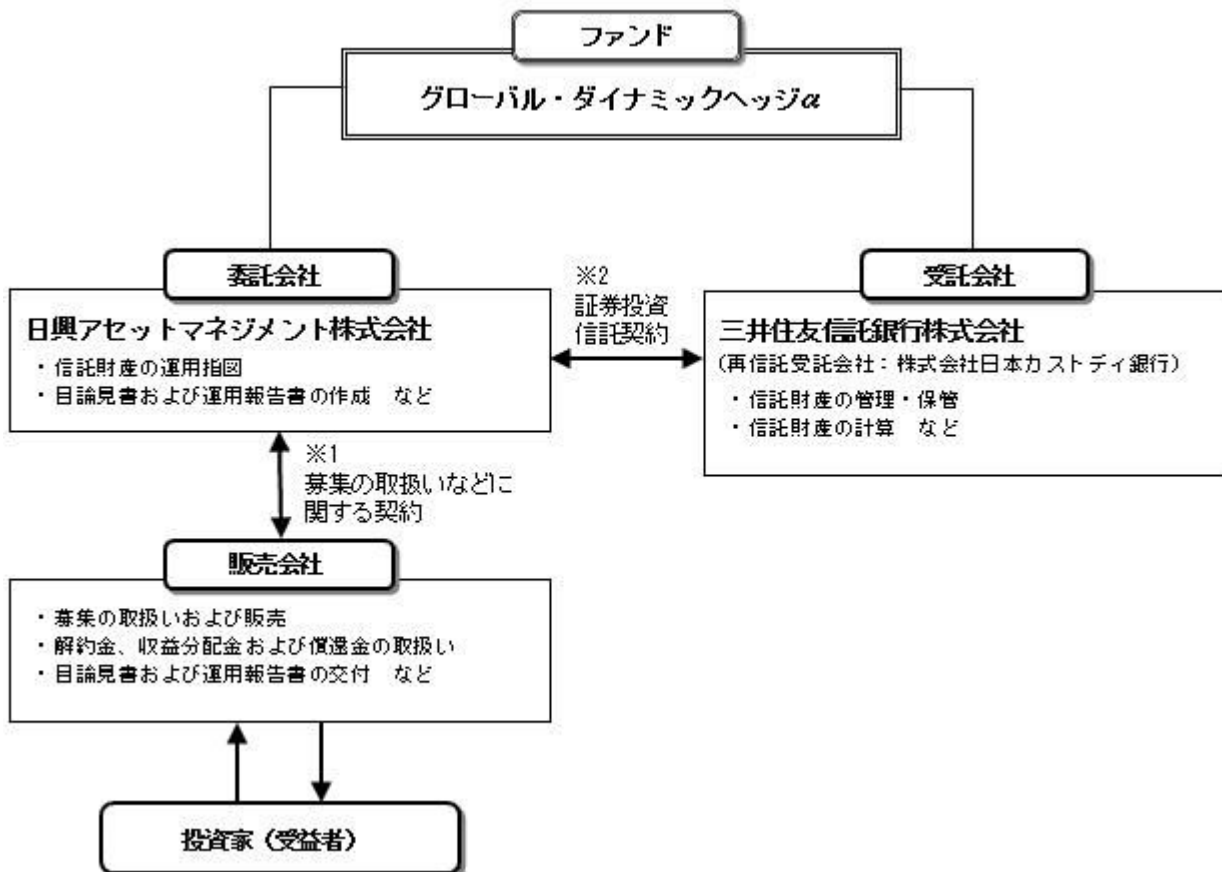 ファンド
グローバル・ダイナミックヘッジα
委託会社
日興アセットマネジメント株式会社
・信託財産の運用指図
・目論見書および運用報告書の作成　など
※2
証券投資
信託契約
受託会社
三井住友信託銀行株式会社
(再信託受託会社：株式会社日本カストディ銀行)
・信託財産の管理・保管
・信託財産の計算　など
※1
募集の取扱いなどに
関する契約
販売会社
・募集の取扱いおよび販売
・解約金、収益分配金および償還金の取扱い
・目論見書および運用報告書の交付　など
投資家（受益者）